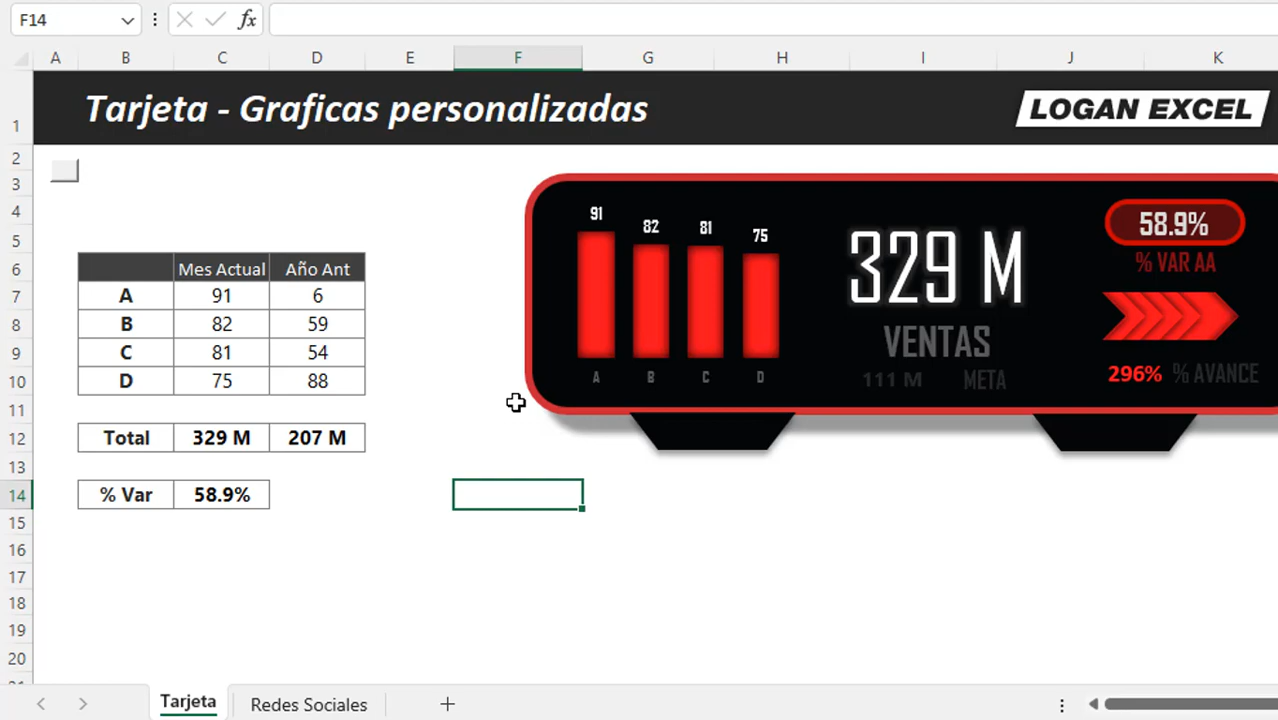 F14
fx
A B C D E F G H I J K
1 Tarjeta - Graficas personalizadas LOGAN EXCEL
2
3
4
5
6 Mes Actual Año Ant
7 A 91 6
8 B 82 59
9 C 81 54
10 D 75 88
11
12 Total 329 M 207 M
13
14 % Var 58.9%
15
16
17
18
19
20
91 82 81 75
A B C D
329 M
VENTAS
111 M META
58.9%
% VAR AA
296% % AVANCE
Tarjeta Redes Sociales